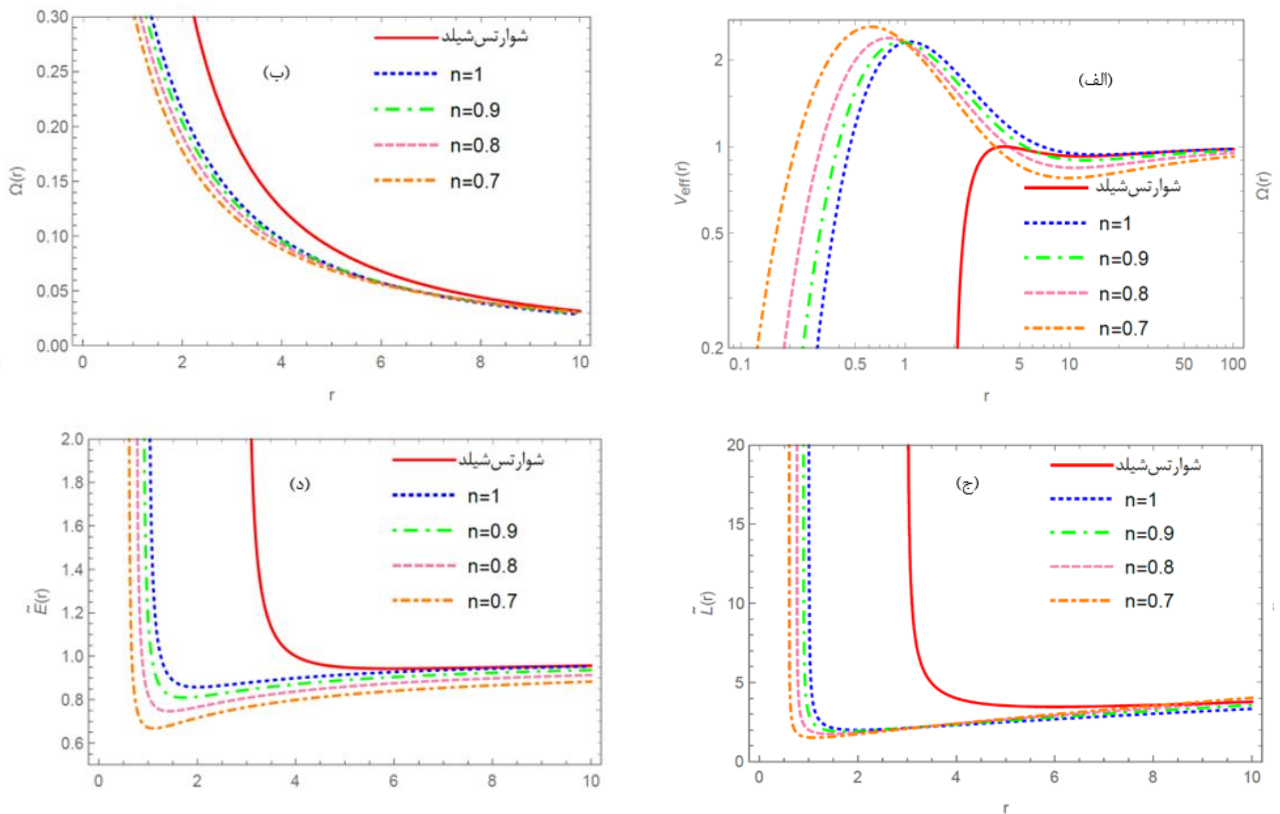 (ب)
شوارتس‌شیلد
n=1
n=0.9
n=0.8
n=0.7
Ω(r)
0.30
0.25
0.20
0.15
0.10
0.05
0.00
0 2 4 6 8 10
r
(الف)
شوارتس‌شیلد
n=1
n=0.9
n=0.8
n=0.7
Veff(r)
2
1
0.5
0.2
0.1 0.5 1 5 10 50 100
r
Ω(r)
(د)
شوارتس‌شیلد
n=1
n=0.9
n=0.8
n=0.7
Ẽ(r)
2.0
1.8
1.6
1.4
1.2
1.0
0.8
0.6
0 2 4 6 8 10
(ج)
شوارتس‌شیلد
n=1
n=0.9
n=0.8
n=0.7
L̃(r)
20
15
10
5
0
0 2 4 6 8 10
r